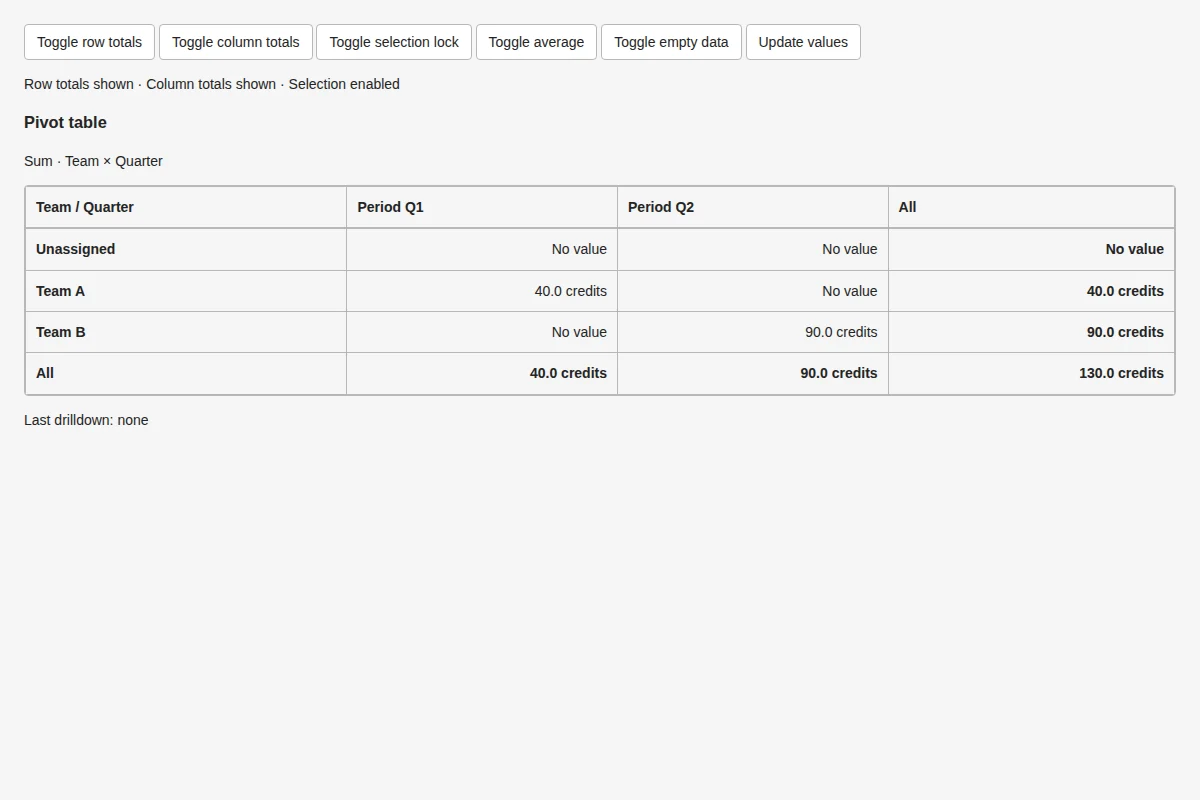 Toggle row totals Toggle column totals Toggle selection lock Toggle average Toggle empty data Update values
Row totals shown · Column totals shown · Selection enabled
Pivot table
Sum · Team × Quarter
Team / Quarter Period Q1 Period Q2 All
Unassigned No value No value No value
Team A 40.0 credits No value 40.0 credits
Team B No value 90.0 credits 90.0 credits
All 40.0 credits 90.0 credits 130.0 credits
Last drilldown: none